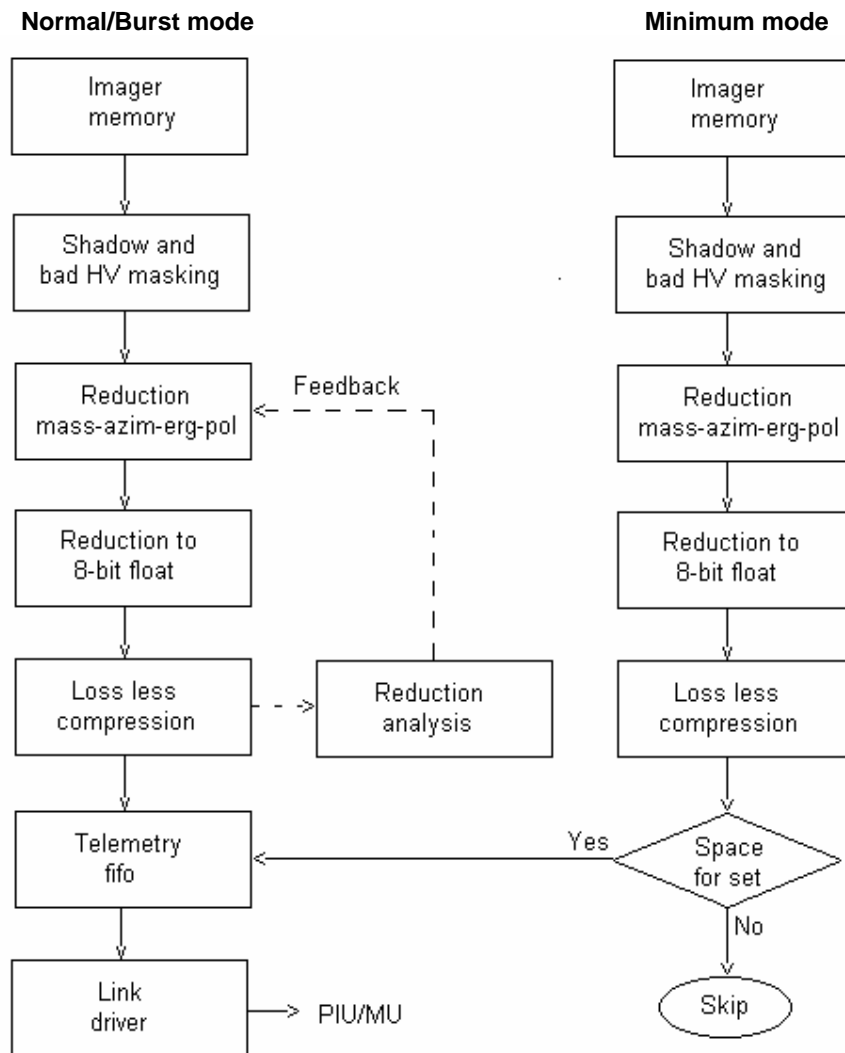 Normal/Burst mode
Minimum mode
Imager
memory
Imager
memory
Shadow and
bad HV masking
Shadow and
bad HV masking
Reduction
mass-azim-erg-pol
Feedback
Reduction
mass-azim-erg-pol
Reduction to
8-bit float
Reduction to
8-bit float
Loss less
compression
Reduction
analysis
Loss less
compression
Telemetry
fifo
Yes
Space
for set
No
Link
driver
PIU/MU
Skip